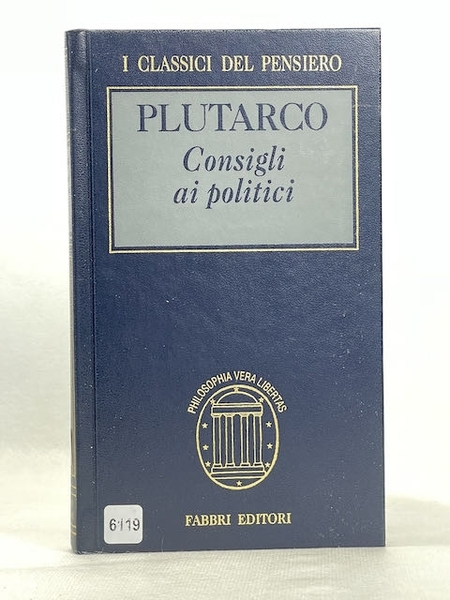 I CLASSICI DEL PENSIERO
PLUTARCO
Consigli
ai politici
PHILOSOPHIA VERA LIBERTAS
FABBRI EDITORI
6119